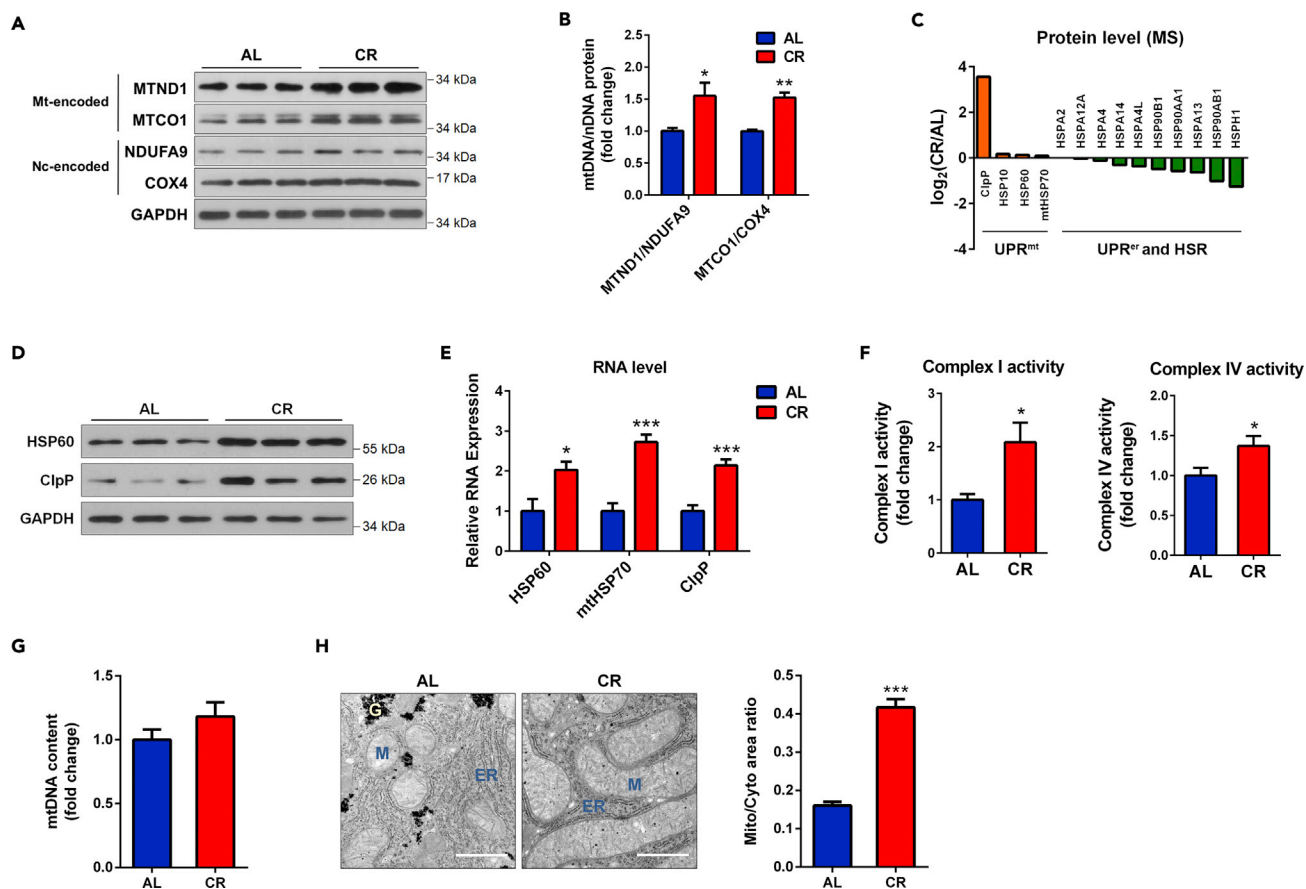 A
AL CR
Mt-encoded
MTND1
34 kDa
MTCO1
34 kDa
Nc-encoded
NDUFA9
34 kDa
COX4
17 kDa
GAPDH
34 kDa
B
mtDNA/nDNA protein
(fold change)
2.5
2.0
1.5
1.0
0.5
0.0
AL
CR
*
**
MTND1/NDUFA9
MTCO1/COX4
C
Protein level (MS)
log2(CR/AL)
4
2
0
-2
-4
ClpP
HSP10
HSP60
mtHSP70
HSPA2
HSPA12A
HSPA4
HSPA14
HSPA4L
HSP90B1
HSP90AA1
HSPA13
HSP90AB1
HSPH1
UPRmt
UPRer and HSR
D
AL CR
HSP60
55 kDa
ClpP
26 kDa
GAPDH
34 kDa
E
RNA level
Relative RNA Expression
4
3
2
1
0
AL
CR
*
***
***
HSP60
mtHSP70
ClpP
F
Complex I activity
Complex I activity
(fold change)
3
2
1
0
*
AL CR
Complex IV activity
Complex IV activity
(fold change)
2.0
1.5
1.0
0.5
0.0
*
AL CR
G
mtDNA content
(fold change)
1.5
1.0
0.5
0.0
AL CR
H
AL
G
M
ER
CR
M
ER
Mito/Cyto area ratio
0.5
0.4
0.3
0.2
0.1
0.0
***
AL CR